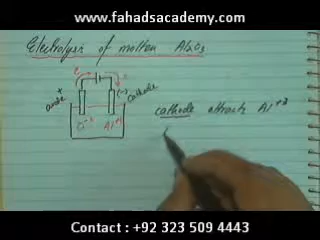 www.fahadsacademy.com
Electrolysis of molten Al2O3
e
e
+
anode
(-)
cathode
O-2
Al+3
cathode attracts Al+3
Contact : +92 323 509 4443